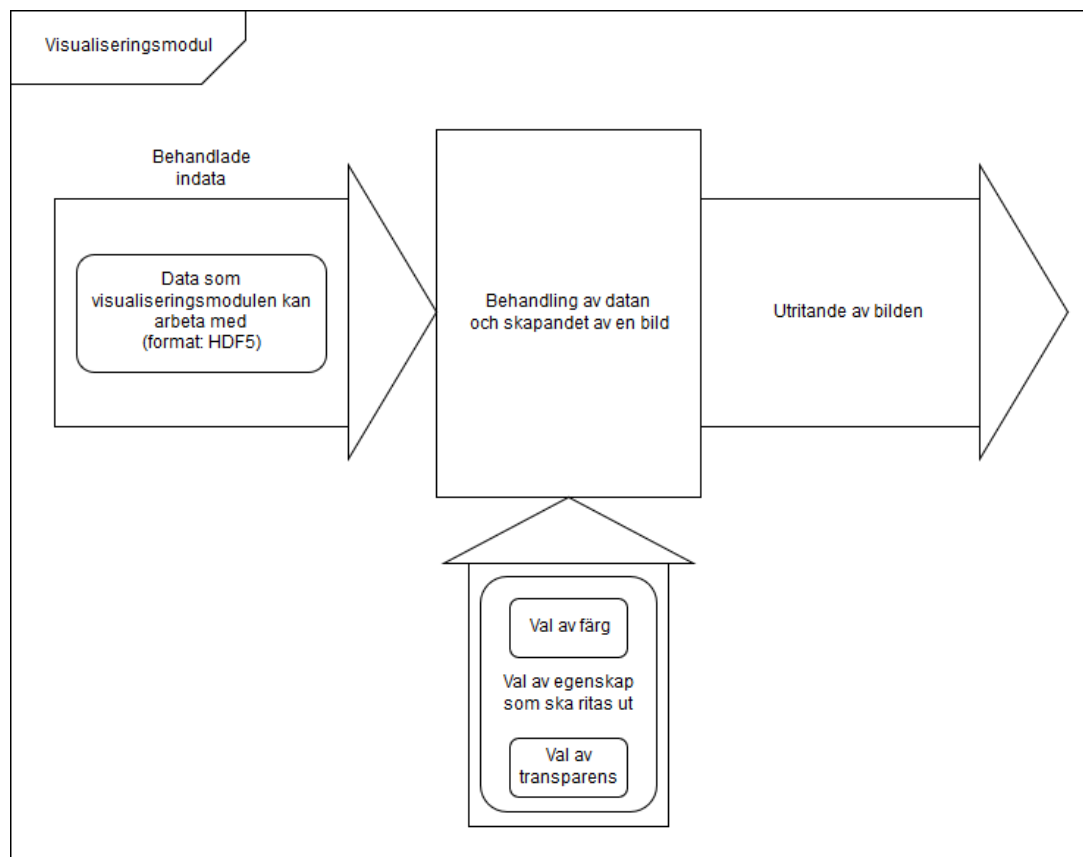 Visualiseringsmodul
Behandlade
indata
Data som
visualiseringsmodulen kan
arbeta med
(format: HDF5)
Behandling av datan
och skapandet av en bild
Utritande av bilden
Val av färg
Val av egenskap
som ska ritas ut
Val av
transparens